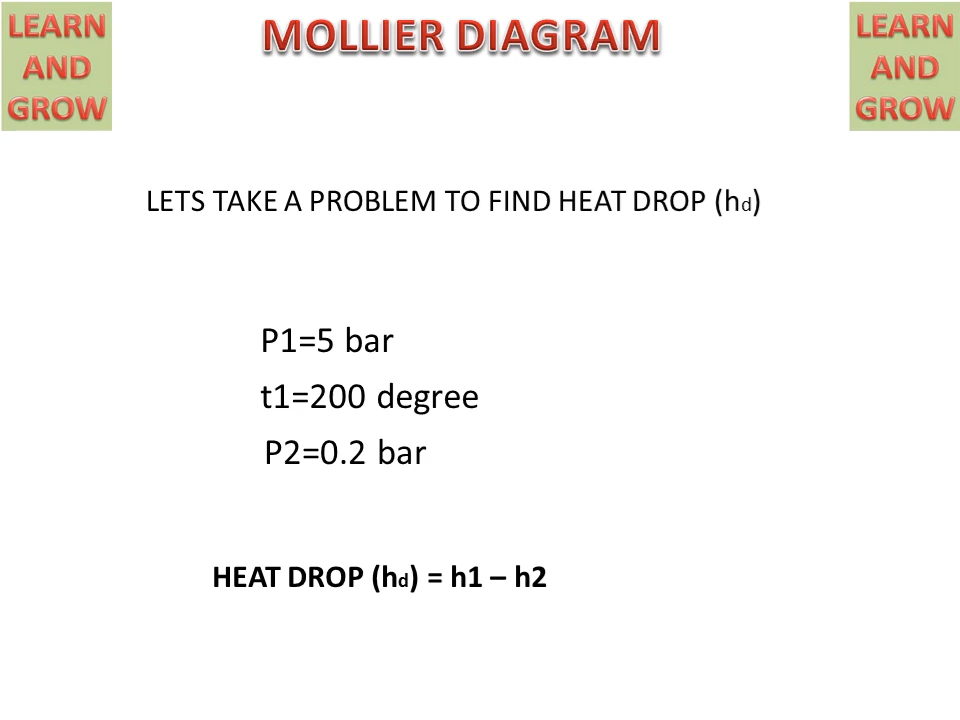 LEARN
AND
GROW
MOLLIER DIAGRAM
LEARN
AND
GROW
LETS TAKE A PROBLEM TO FIND HEAT DROP (hd)
P1=5 bar
t1=200 degree
P2=0.2 bar
HEAT DROP (hd) = h1 – h2